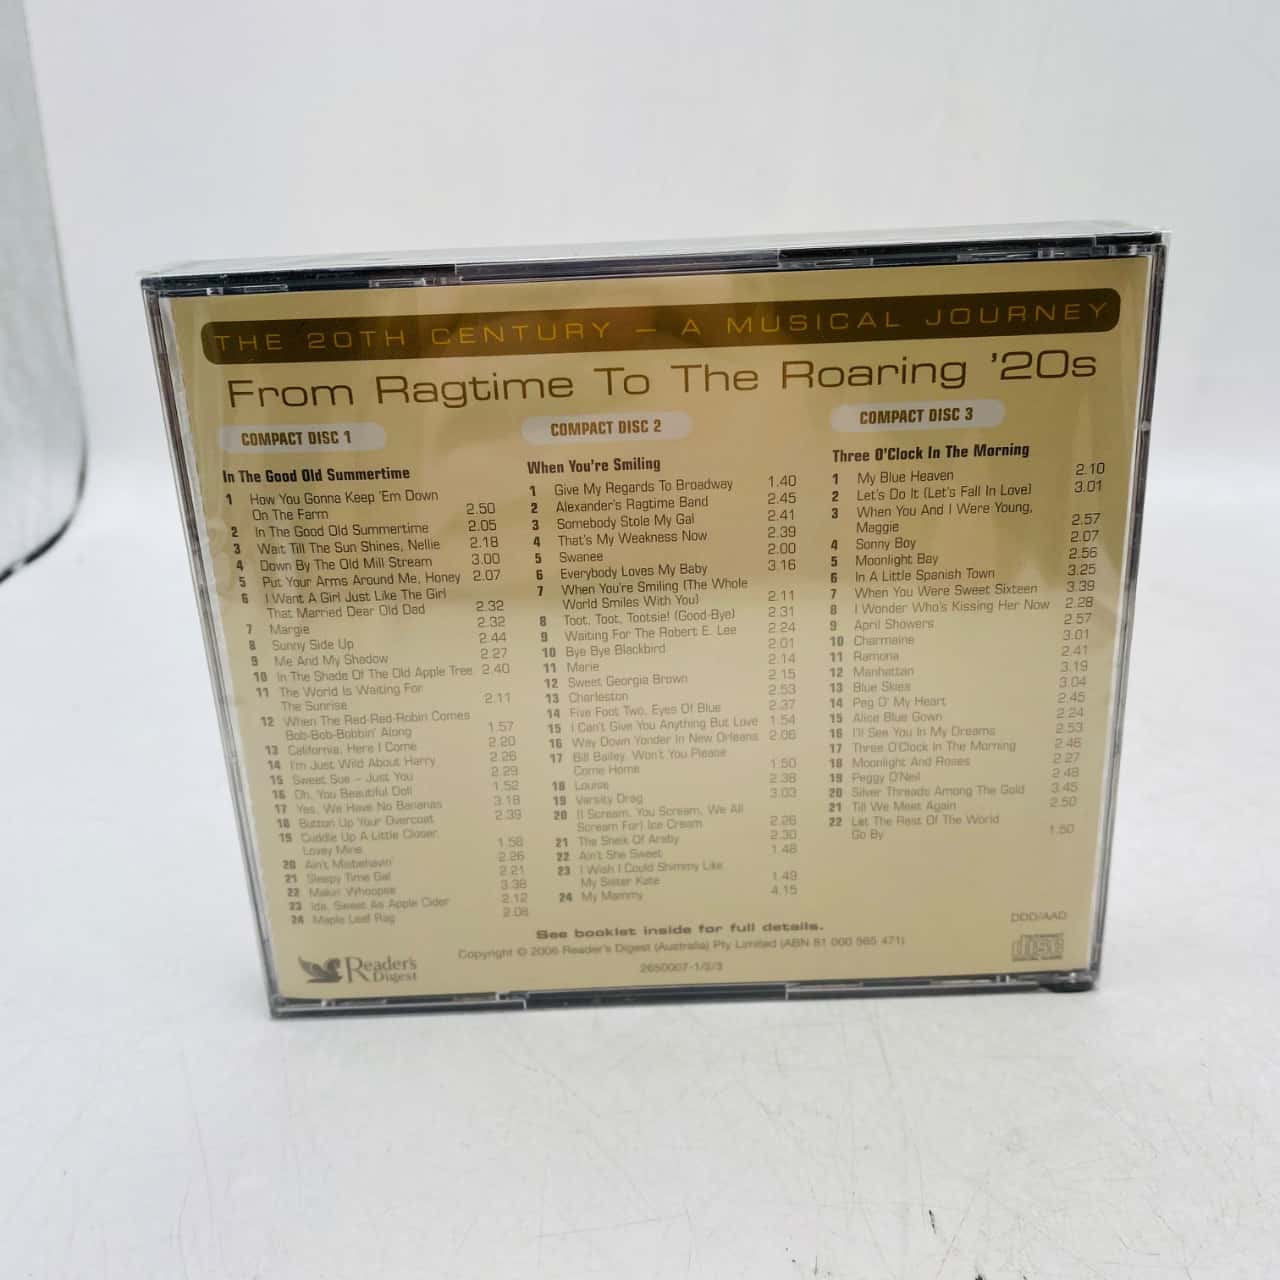 THE 20TH CENTURY – A MUSICAL JOURNEY
From Ragtime To The Roaring '20s
COMPACT DISC 1
In The Good Old Summertime
1 How You Gonna Keep 'Em Down
On The Farm 2.50
2 In The Good Old Summertime 2.05
3 Wait Till The Sun Shines, Nellie 2.18
4 Down By The Old Mill Stream 3.00
5 Put Your Arms Around Me, Honey 2.07
6 I Want A Girl Just Like The Girl
That Married Dear Old Dad 2.32
7 Margie 2.32
8 Sunny Side Up 2.44
9 Me And My Shadow 2.27
10 In The Shade Of The Old Apple Tree 2.40
11 The World Is Waiting For
The Sunrise 2.11
12 When The Red-Red-Robin Comes
Bob-Bob-Bobbin' Along 1.57
13 California, Here I Come 2.20
14 I'm Just Wild About Harry 2.26
15 Sweet Sue – Just You 2.29
16 Oh, You Beautiful Doll 1.52
17 Yes, We Have No Bananas 3.18
18 Button Up Your Overcoat 2.39
19 Cuddle Up A Little Closer,
Lovey Mine 1.58
20 Ain't Misbehavin' 2.26
21 Sleepy Time Gal 2.21
22 Makin' Whoopee 3.38
23 Ida, Sweet As Apple Cider 2.12
24 Maple Leaf Rag 2.08
COMPACT DISC 2
When You're Smiling
1 Give My Regards To Broadway 1.40
2 Alexander's Ragtime Band 2.45
3 Somebody Stole My Gal 2.41
4 That's My Weakness Now 2.39
5 Swanee 2.00
6 Everybody Loves My Baby 3.16
7 When You're Smiling (The Whole
World Smiles With You) 2.11
8 Toot, Toot, Tootsie! (Good-Bye) 2.31
9 Waiting For The Robert E. Lee 2.24
10 Bye Bye Blackbird 2.01
11 Marie 2.14
12 Sweet Georgia Brown 2.15
13 Charleston 2.53
14 Five Foot Two, Eyes Of Blue 2.37
15 I Can't Give You Anything But Love 1.54
16 Way Down Yonder In New Orleans 2.06
17 Bill Bailey, Won't You Please
Come Home 1.50
18 Louise 2.38
19 Varsity Drag 3.03
20 (I Scream, You Scream, We All
Scream For) Ice Cream 2.26
21 The Sheik Of Araby 2.30
22 Ain't She Sweet 1.48
23 I Wish I Could Shimmy Like
My Sister Kate 1.49
24 My Mammy 4.15
COMPACT DISC 3
Three O'Clock In The Morning
1 My Blue Heaven 2.10
2 Let's Do It (Let's Fall In Love) 3.01
3 When You And I Were Young,
Maggie 2.57
4 Sonny Boy 2.07
5 Moonlight Bay 2.56
6 In A Little Spanish Town 3.25
7 When You Were Sweet Sixteen 3.39
8 I Wonder Who's Kissing Her Now 2.28
9 April Showers 2.57
10 Charmaine 3.01
11 Ramona 2.41
12 Manhattan 3.19
13 Blue Skies 3.04
14 Peg O' My Heart 2.45
15 Alice Blue Gown 2.24
16 I'll See You In My Dreams 2.53
17 Three O'Clock In The Morning 2.46
18 Moonlight And Roses 2.27
19 Peggy O'Neil 2.48
20 Silver Threads Among The Gold 3.45
21 Till We Meet Again 2.50
22 Let The Rest Of The World
Go By 1.50
See booklet inside for full details.
Copyright © 2006 Reader's Digest (Australia) Pty Limited (ABN 81 000 565 471)
2650007-1/2/3
Reader's
Digest
DDD/AAD
COMPACT
disc
DIGITAL AUDIO